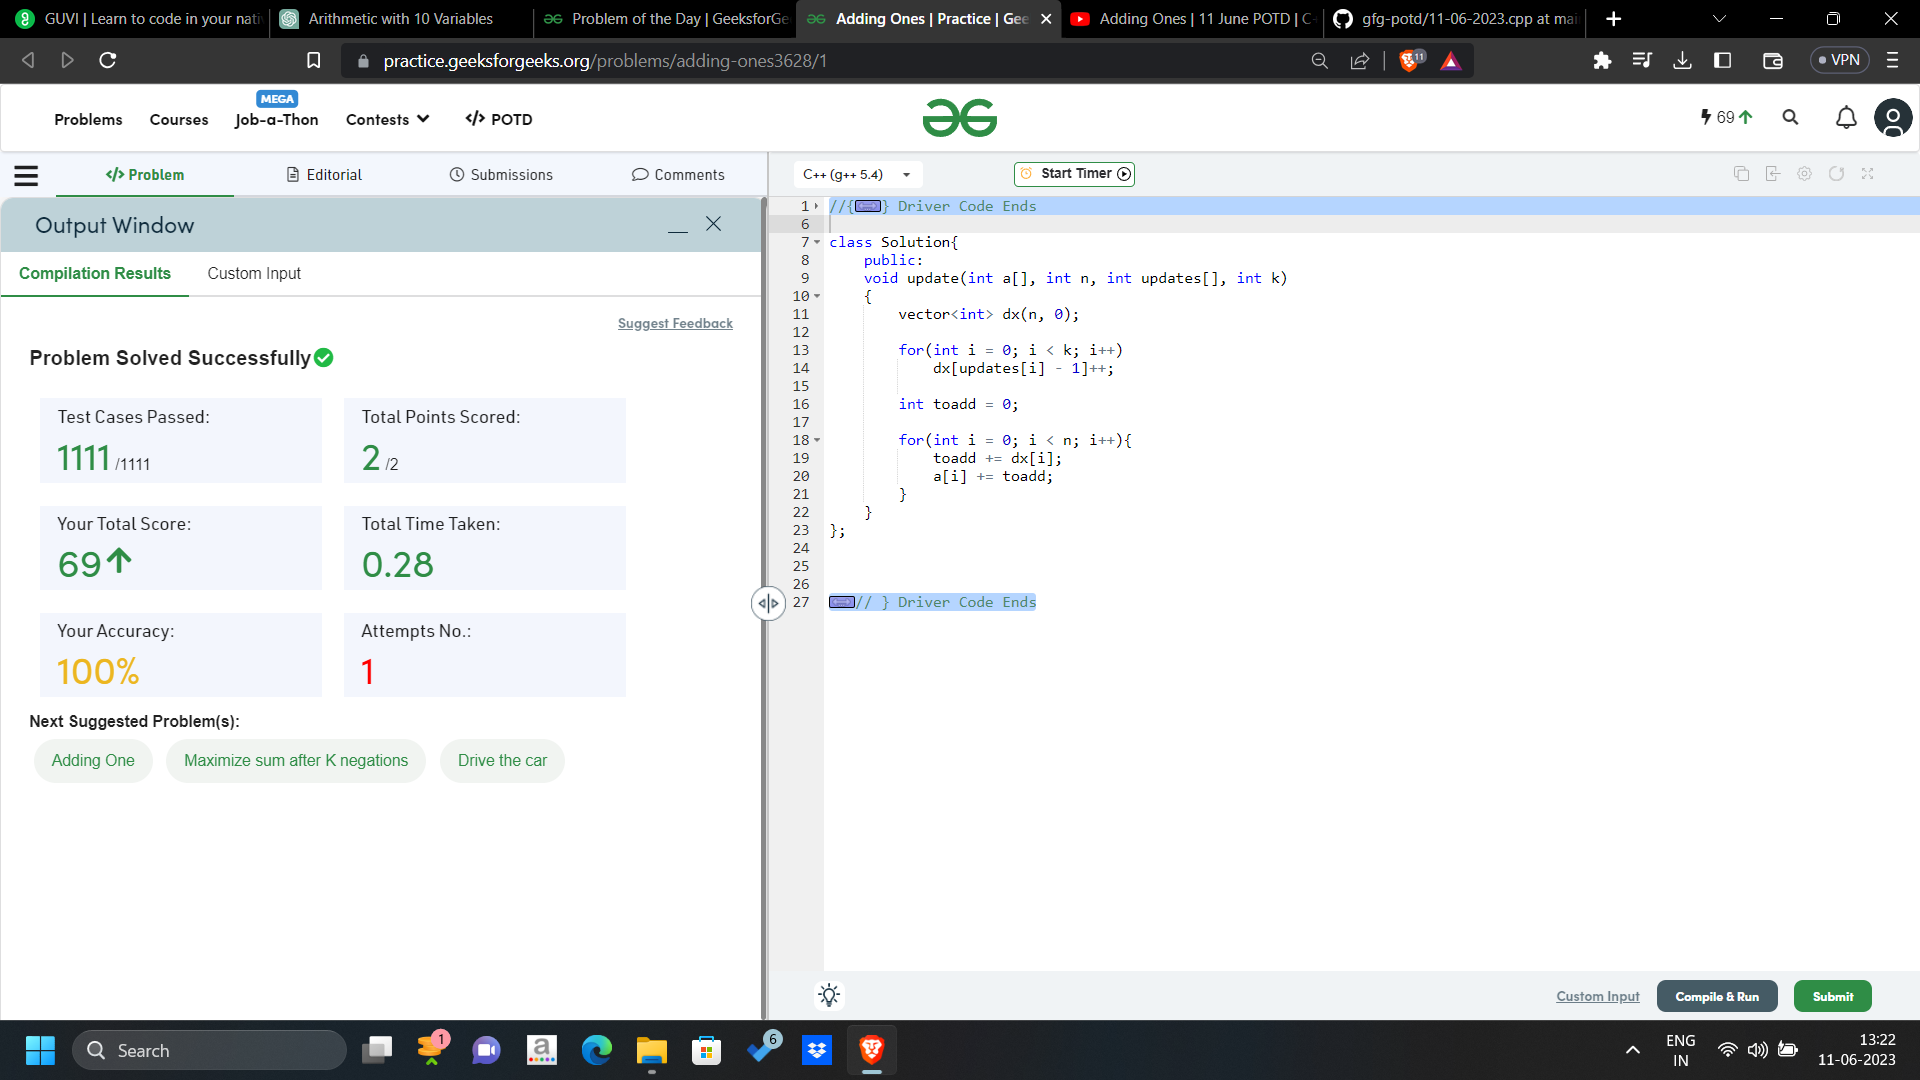 GUVI | Learn to code in your nati
Arithmetic with 10 Variables
Problem of the Day | GeeksforGe
Adding Ones | Practice | Gee
Adding Ones | 11 June POTD | C
gfg-potd/11-06-2023.cpp at mai
practice.geeksforgeeks.org/problems/adding-ones3628/1
11
VPN
MEGA
Problems
Courses
Job-a-Thon
Contests
</> POTD
69
</> Problem
Editorial
Submissions
Comments
C++ (g++ 5.4)
Start Timer
Output Window
Compilation Results
Custom Input
Suggest Feedback
Problem Solved Successfully
Test Cases Passed:
1111 /1111
Total Points Scored:
2 /2
Your Total Score:
69
Total Time Taken:
0.28
Your Accuracy:
100%
Attempts No.:
1
Next Suggested Problem(s):
Adding One
Maximize sum after K negations
Drive the car
1 //{ } Driver Code Ends
6
7 class Solution{
8 public:
9 void update(int a[], int n, int updates[], int k)
10 {
11 vector<int> dx(n, 0);
12
13 for(int i = 0; i < k; i++)
14 dx[updates[i] - 1]++;
15
16 int toadd = 0;
17
18 for(int i = 0; i < n; i++){
19 toadd += dx[i];
20 a[i] += toadd;
21 }
22 }
23 };
24
25
26
27 // } Driver Code Ends
Custom Input
Compile & Run
Submit
Search
1
a
6
ENG
IN
13:22
11-06-2023